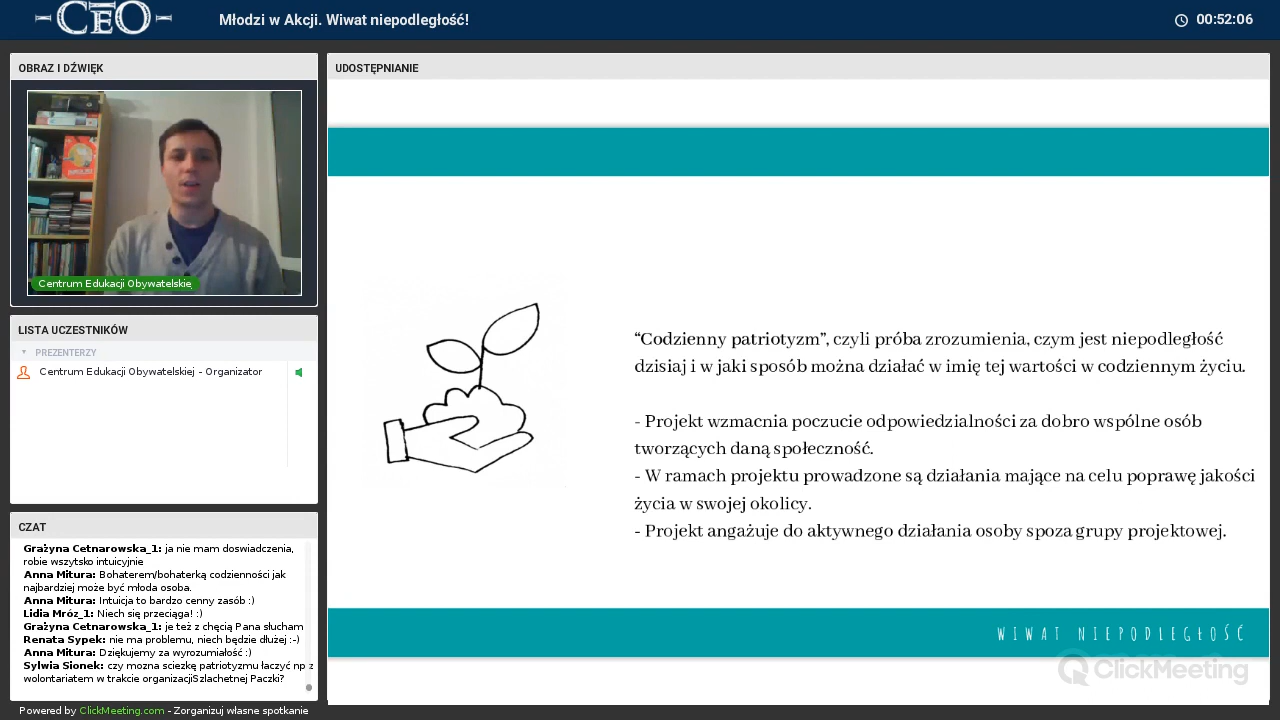 CEO
Młodzi w Akcji. Wiwat niepodległość!
00:52:06
OBRAZ I DŹWIĘK
Centrum Edukacji Obywatelskiej
LISTA UCZESTNIKÓW
PREZENTERZY
Centrum Edukacji Obywatelskiej - Organizator
CZAT
Grażyna Cetnarowska_1: ja nie mam doswiadczenia,
robie wszytsko intuicyjnie
Anna Mitura: Bohaterem/bohaterką codzienności jak
najbardziej może być młoda osoba.
Anna Mitura: Intuicja to bardzo cenny zasób :)
Lidia Mróz_1: Niech się przeciąga! :)
Grażyna Cetnarowska_1: je też z chęcią Pana słucham
Renata Sypek: nie ma problemu, niech będzie dłużej :-)
Anna Mitura: Dziękujemy za wyrozumiałość :)
Sylwia Sionek: czy mozna sciezkę patriotyzmu łaczyć np z
wolontariatem w trakcie organizacjiSzlachetnej Paczki?
Powered by ClickMeeting.com - Zorganizuj własne spotkanie
UDOSTĘPNIANIE
“Codzienny patriotyzm”, czyli próba zrozumienia, czym jest niepodległość
dzisiaj i w jaki sposób można działać w imię tej wartości w codziennym życiu.
- Projekt wzmacnia poczucie odpowiedzialności za dobro wspólne osób
tworzących daną społeczność.
- W ramach projektu prowadzone są działania mające na celu poprawę jakości
życia w swojej okolicy.
- Projekt angażuje do aktywnego działania osoby spoza grupy projektowej.
WIWAT NIEPODLEGŁOŚĆ
ClickMeeting